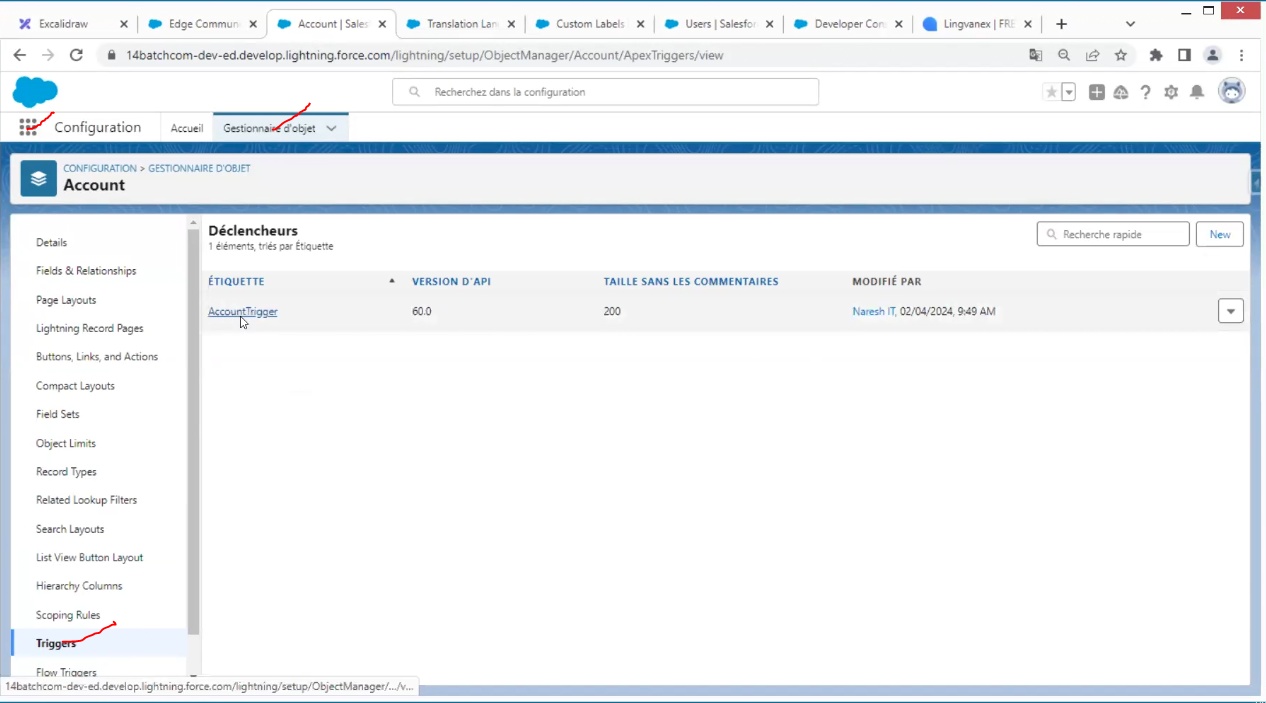 Excalidraw
Edge Commun
Account | Sales
Translation Lan
Custom Labels
Users | Salesfor
Developer Con
Lingvanex | FRE
14batchcom-dev-ed.develop.lightning.force.com/lightning/setup/ObjectManager/Account/ApexTriggers/view
Recherchez dans la configuration
Configuration
Accueil
Gestionnaire d'objet
CONFIGURATION > GESTIONNAIRE D'OBJET
Account
Details
Fields & Relationships
Page Layouts
Lightning Record Pages
Buttons, Links, and Actions
Compact Layouts
Field Sets
Object Limits
Record Types
Related Lookup Filters
Search Layouts
List View Button Layout
Hierarchy Columns
Scoping Rules
Triggers
Flow Triggers
Déclencheurs
1 éléments, triés par Étiquette
Recherche rapide
New
ÉTIQUETTE VERSION D'API TAILLE SANS LES COMMENTAIRES MODIFIÉ PAR
AccountTrigger 60.0 200 Naresh IT, 02/04/2024, 9:49 AM
14batchcom-dev-ed.develop.lightning.force.com/lightning/setup/ObjectManager/.../v...